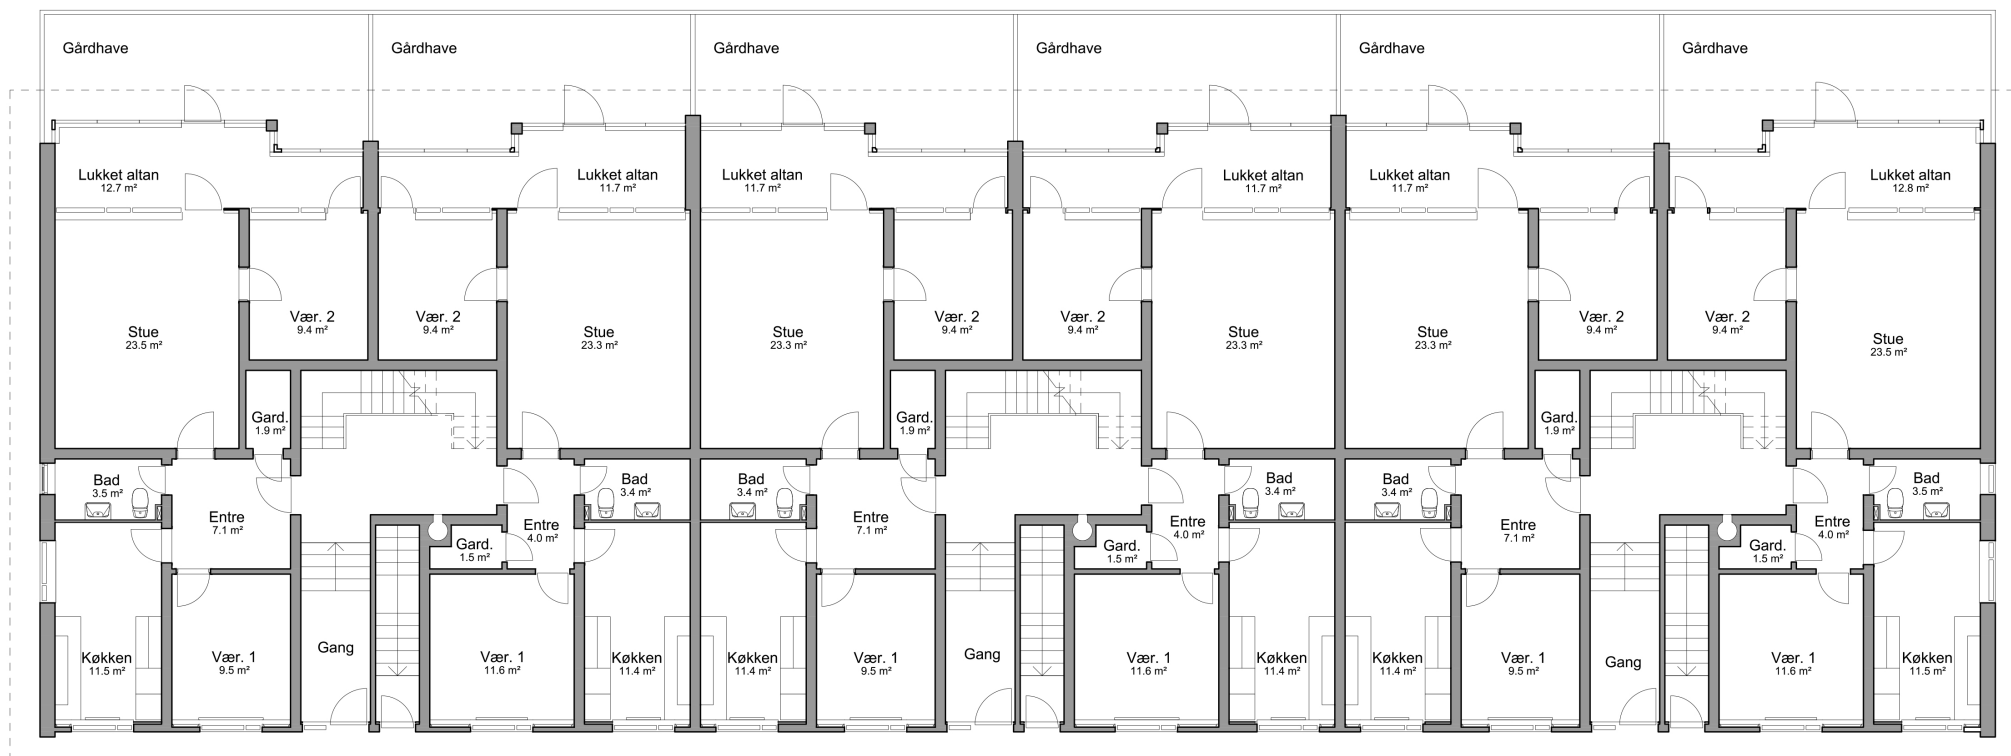 Gårdhave
Gårdhave
Gårdhave
Gårdhave
Gårdhave
Gårdhave
Lukket altan
12.7 m²
Lukket altan
11.7 m²
Lukket altan
11.7 m²
Lukket altan
11.7 m²
Lukket altan
11.7 m²
Lukket altan
12.8 m²
Stue
23.5 m²
Vær. 2
9.4 m²
Vær. 2
9.4 m²
Stue
23.3 m²
Stue
23.3 m²
Vær. 2
9.4 m²
Vær. 2
9.4 m²
Stue
23.3 m²
Stue
23.3 m²
Vær. 2
9.4 m²
Vær. 2
9.4 m²
Stue
23.5 m²
Gard.
1.9 m²
Gard.
1.9 m²
Gard.
1.9 m²
Bad
3.5 m²
Bad
3.4 m²
Bad
3.4 m²
Bad
3.4 m²
Bad
3.4 m²
Bad
3.5 m²
Entre
7.1 m²
Entre
4.0 m²
Entre
7.1 m²
Entre
4.0 m²
Entre
7.1 m²
Entre
4.0 m²
Gard.
1.5 m²
Gard.
1.5 m²
Gard.
1.5 m²
Køkken
11.5 m²
Vær. 1
9.5 m²
Gang
Vær. 1
11.6 m²
Køkken
11.4 m²
Køkken
11.4 m²
Vær. 1
9.5 m²
Gang
Vær. 1
11.6 m²
Køkken
11.4 m²
Køkken
11.4 m²
Vær. 1
9.5 m²
Gang
Vær. 1
11.6 m²
Køkken
11.5 m²